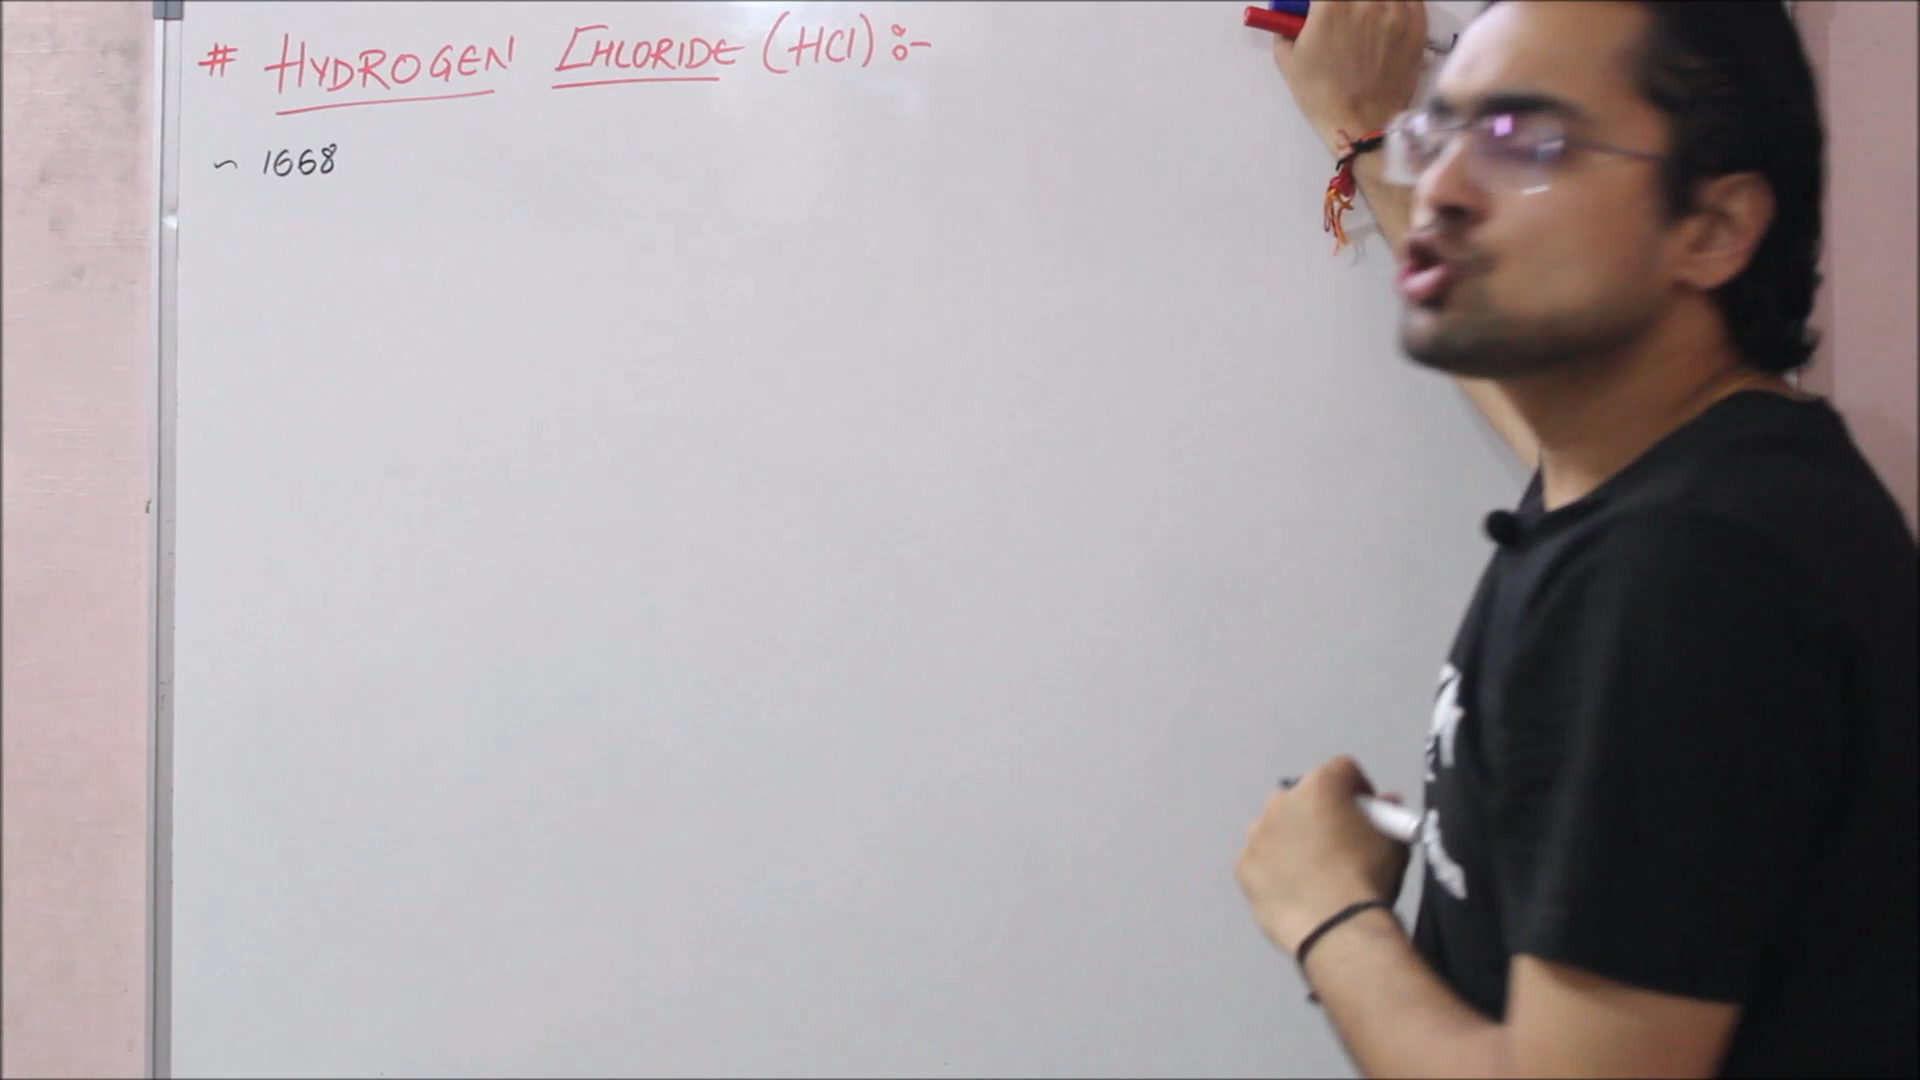 # HYDROGEN CHLORIDE (HCl) :-
~ 1668